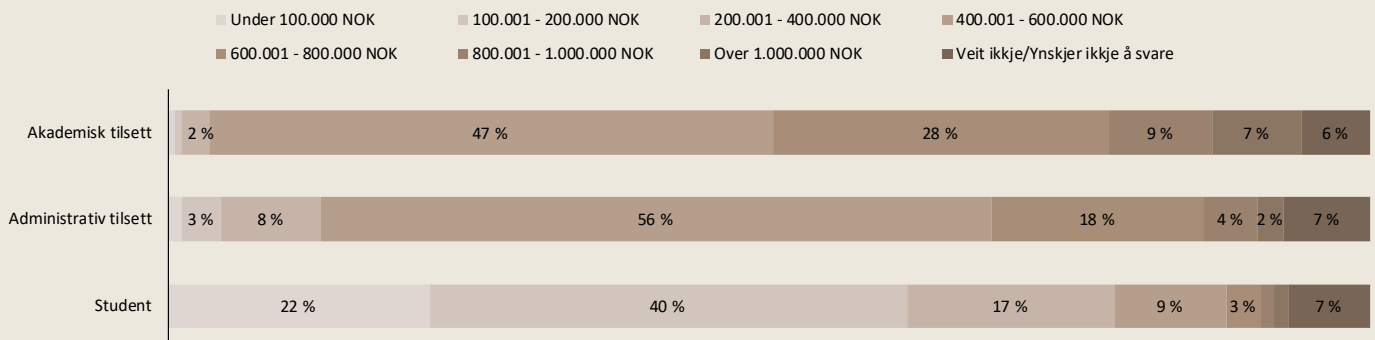 Under 100.000 NOK 100.001 - 200.000 NOK 200.001 - 400.000 NOK 400.001 - 600.000 NOK
600.001 - 800.000 NOK 800.001 - 1.000.000 NOK Over 1.000.000 NOK Veit ikkje/Ynskjer ikkje å svare
Akademisk tilsett 2 % 47 % 28 % 9 % 7 % 6 %
Administrativ tilsett 3 % 8 % 56 % 18 % 4 % 2 % 7 %
Student 22 % 40 % 17 % 9 % 3 % 7 %